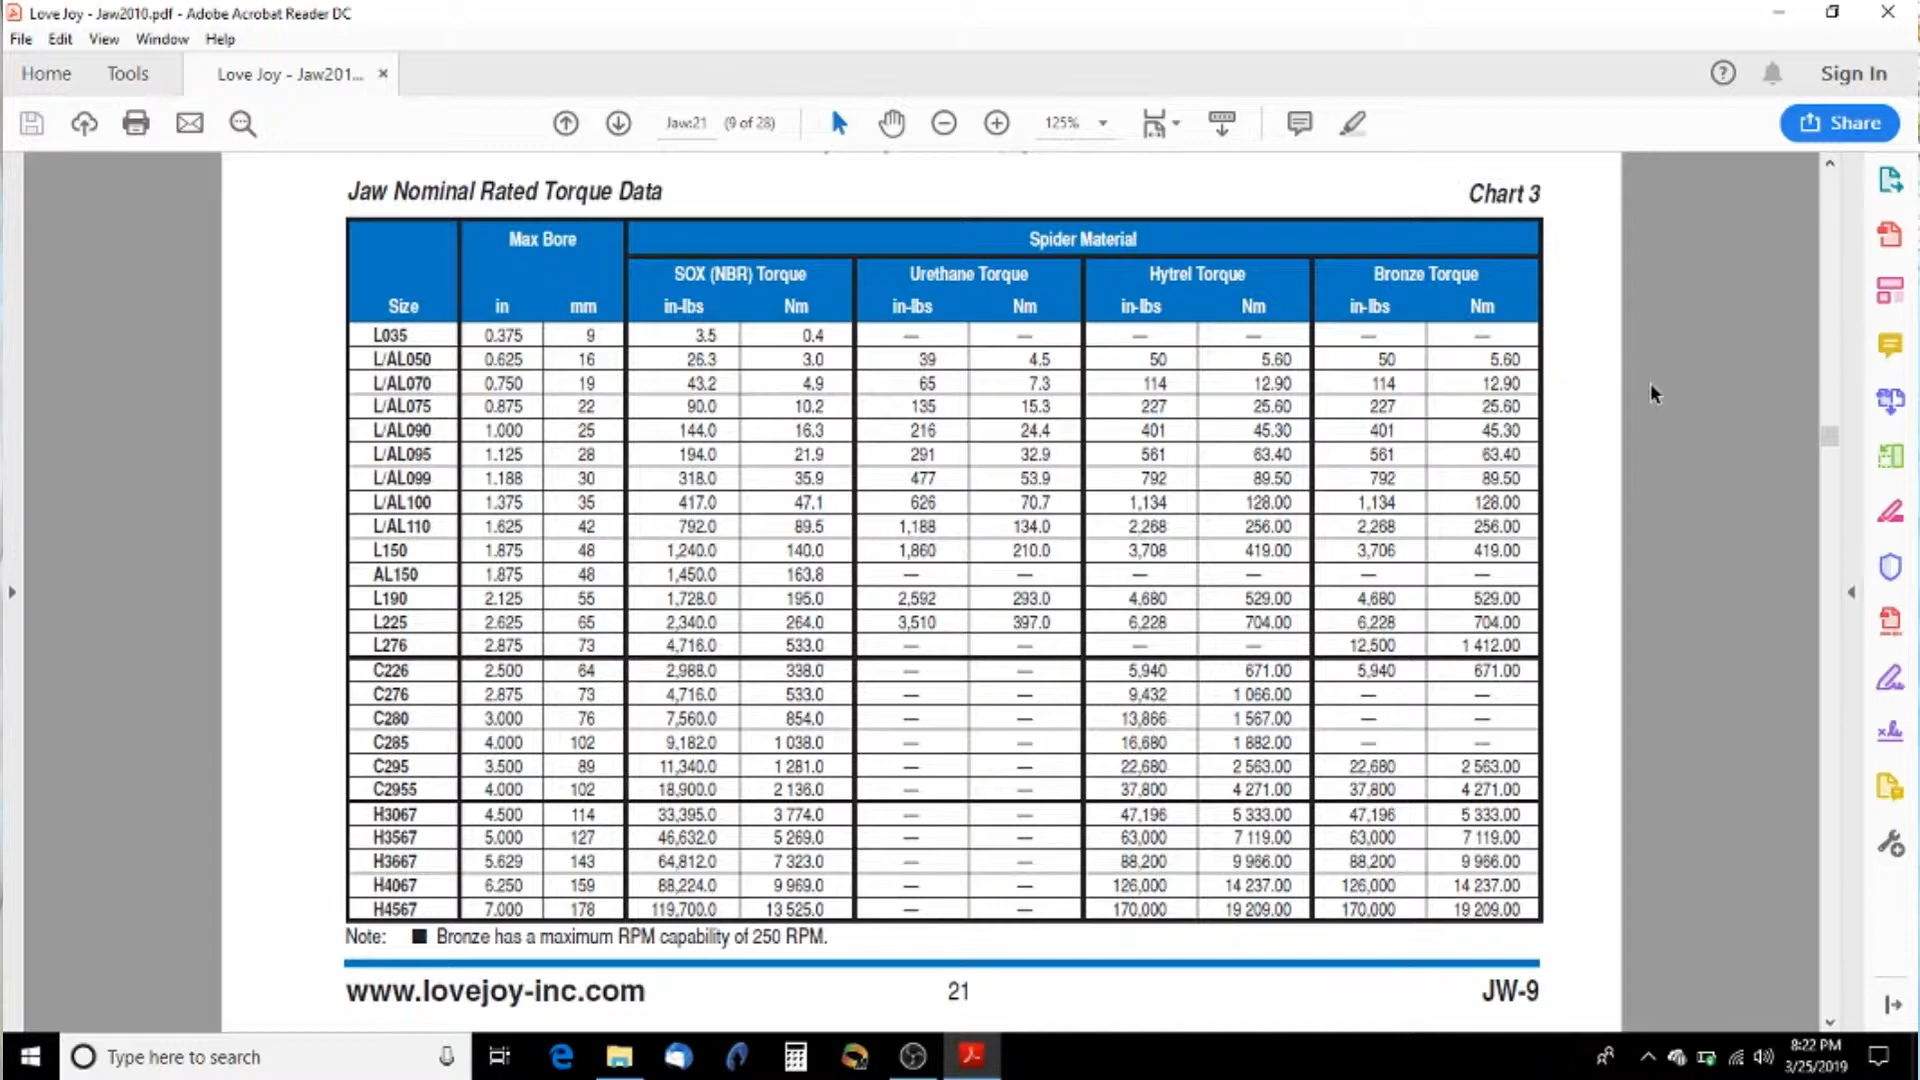 Love Joy - Jaw2010.pdf - Adobe Acrobat Reader DC
File Edit View Window Help
Home Tools Love Joy - Jaw201... × Sign In
Jaw:21 (9 of 28) 125% Share
Jaw Nominal Rated Torque Data Chart 3
Max Bore Spider Material
SOX (NBR) Torque Urethane Torque Hytrel Torque Bronze Torque
Size in mm in-lbs Nm in-lbs Nm in-lbs Nm in-lbs Nm
L035 0.375 9 3.5 0.4 — — — — — —
L/AL050 0.625 16 26.3 3.0 39 4.5 50 5.60 50 5.60
L/AL070 0.750 19 43.2 4.9 65 7.3 114 12.90 114 12.90
L/AL075 0.875 22 90.0 10.2 135 15.3 227 25.60 227 25.60
L/AL090 1.000 25 144.0 16.3 216 24.4 401 45.30 401 45.30
L/AL095 1.125 28 194.0 21.9 291 32.9 561 63.40 561 63.40
L/AL099 1.188 30 318.0 35.9 477 53.9 792 89.50 792 89.50
L/AL100 1.375 35 417.0 47.1 626 70.7 1,134 128.00 1,134 128.00
L/AL110 1.625 42 792.0 89.5 1,188 134.0 2,268 256.00 2,268 256.00
L150 1.875 48 1,240.0 140.0 1,860 210.0 3,708 419.00 3,706 419.00
AL150 1.875 48 1,450.0 163.8 — — — — — —
L190 2.125 55 1,728.0 195.0 2,592 293.0 4,680 529.00 4,680 529.00
L225 2.625 65 2,340.0 264.0 3,510 397.0 6,228 704.00 6,228 704.00
L276 2.875 73 4,716.0 533.0 — — — — 12,500 1 412.00
C226 2.500 64 2,988.0 338.0 — — 5,940 671.00 5,940 671.00
C276 2.875 73 4,716.0 533.0 — — 9,432 1 066.00 — —
C280 3.000 76 7,560.0 854.0 — — 13,866 1 567.00 — —
C285 4.000 102 9,182.0 1 038.0 — — 16,680 1 882.00 — —
C295 3.500 89 11,340.0 1 281.0 — — 22,680 2 563.00 22,680 2 563.00
C2955 4.000 102 18,900.0 2 136.0 — — 37,800 4 271.00 37,800 4 271.00
H3067 4.500 114 33,395.0 3 774.0 — — 47,196 5 333.00 47,196 5 333.00
H3567 5.000 127 46,632.0 5 269.0 — — 63,000 7 119.00 63,000 7 119.00
H3667 5.629 143 64,812.0 7 323.0 — — 88,200 9 966.00 88,200 9 966.00
H4067 6.250 159 88,224.0 9 969.0 — — 126,000 14 237.00 126,000 14 237.00
H4567 7.000 178 119,700.0 13 525.0 — — 170,000 19 209.00 170,000 19 209.00
Note: ■ Bronze has a maximum RPM capability of 250 RPM.
www.lovejoy-inc.com 21 JW-9
Type here to search 8:22 PM
3/25/2019